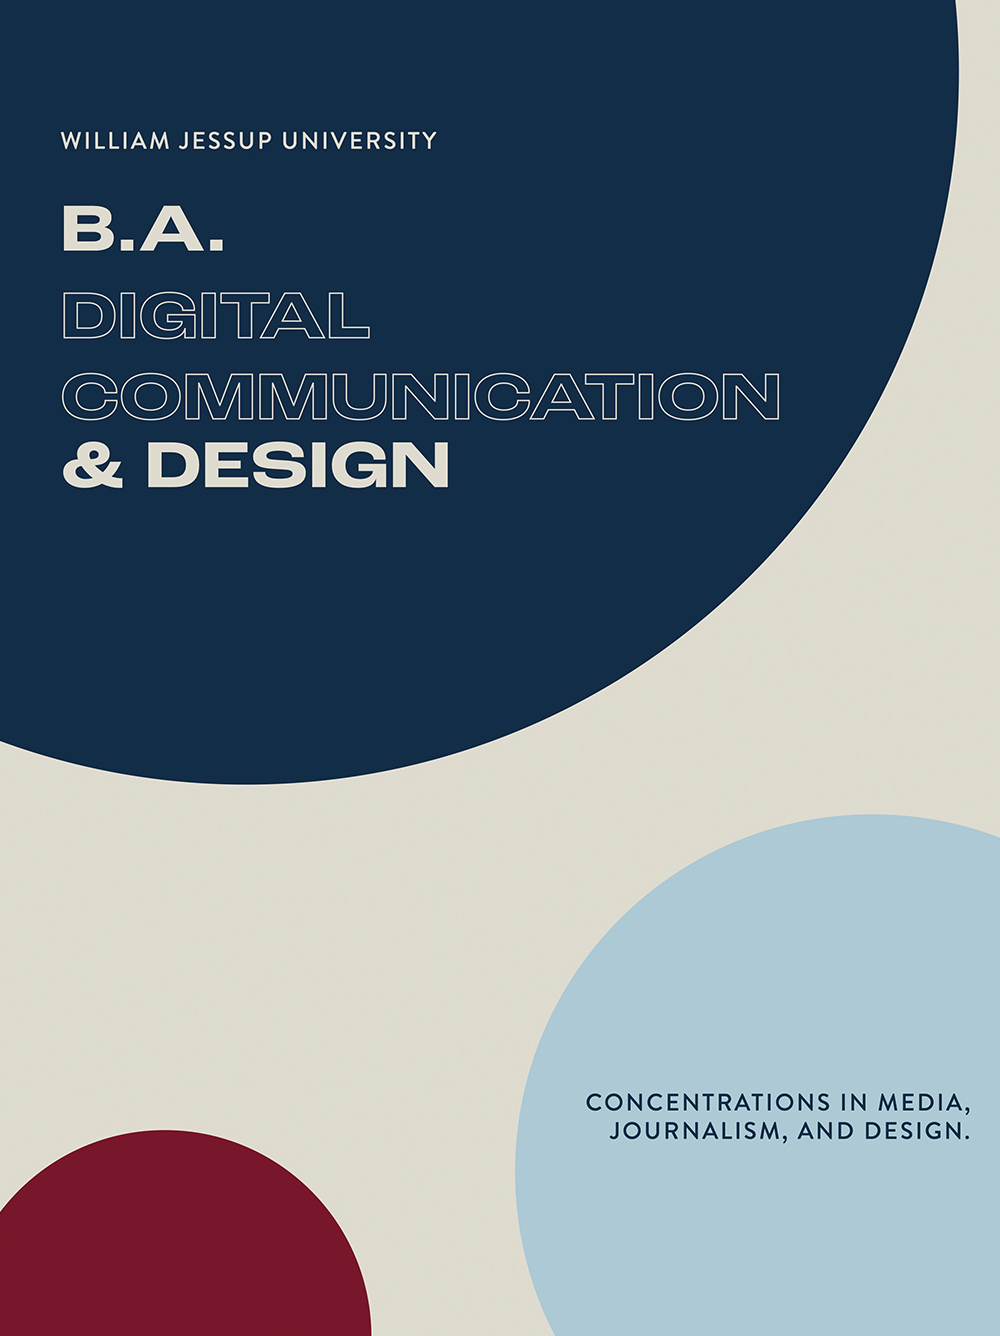 WILLIAM JESSUP UNIVERSITY
B.A.
DIGITAL
COMMUNICATION
& DESIGN
CONCENTRATIONS IN MEDIA,
JOURNALISM, AND DESIGN.